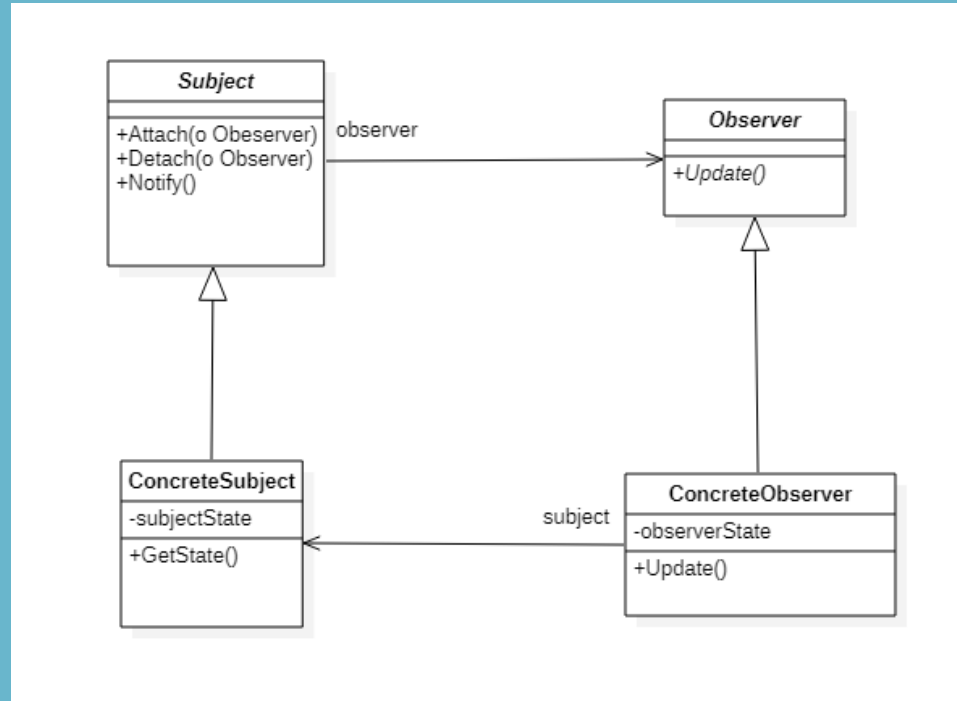 Subject
+Attach(o Obeserver)
+Detach(o Observer)
+Notify()
observer
Observer
+Update()
ConcreteSubject
-subjectState
+GetState()
subject
ConcreteObserver
-observerState
+Update()